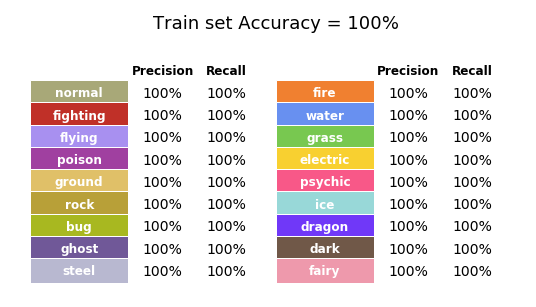 Train set Accuracy = 100%
Precision Recall Precision Recall
normal 100% 100% fire 100% 100%
fighting 100% 100% water 100% 100%
flying 100% 100% grass 100% 100%
poison 100% 100% electric 100% 100%
ground 100% 100% psychic 100% 100%
rock 100% 100% ice 100% 100%
bug 100% 100% dragon 100% 100%
ghost 100% 100% dark 100% 100%
steel 100% 100% fairy 100% 100%